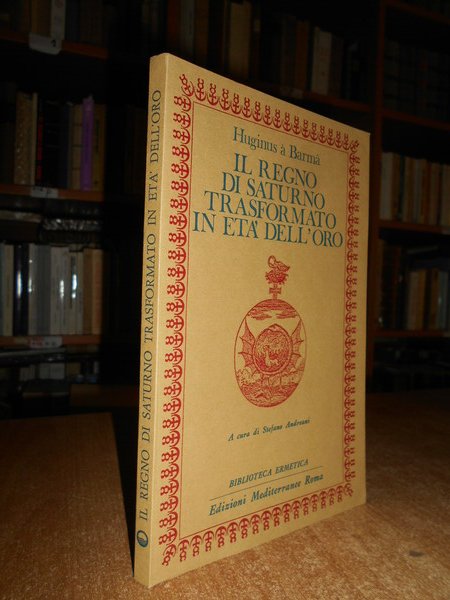 IL REGNO DI SATURNO TRASFORMATO IN ETA' DELL'ORO
Huginus à Barmâ
IL REGNO
DI SATURNO
TRASFORMATO
IN ETA' DELL'ORO
A cura di Stefano Andreani
BIBLIOTECA ERMETICA
Edizioni Mediterranee Roma